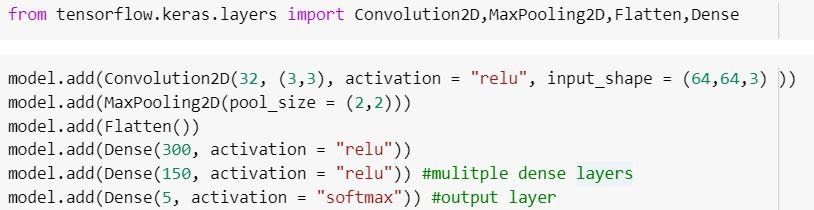 from tensorflow.keras.layers import Convolution2D,MaxPooling2D,Flatten,Dense
model.add(Convolution2D(32, (3,3), activation = "relu", input_shape = (64,64,3) ))
model.add(MaxPooling2D(pool_size = (2,2)))
model.add(Flatten())
model.add(Dense(300, activation = "relu"))
model.add(Dense(150, activation = "relu")) #mulitple dense layers
model.add(Dense(5, activation = "softmax")) #output layer